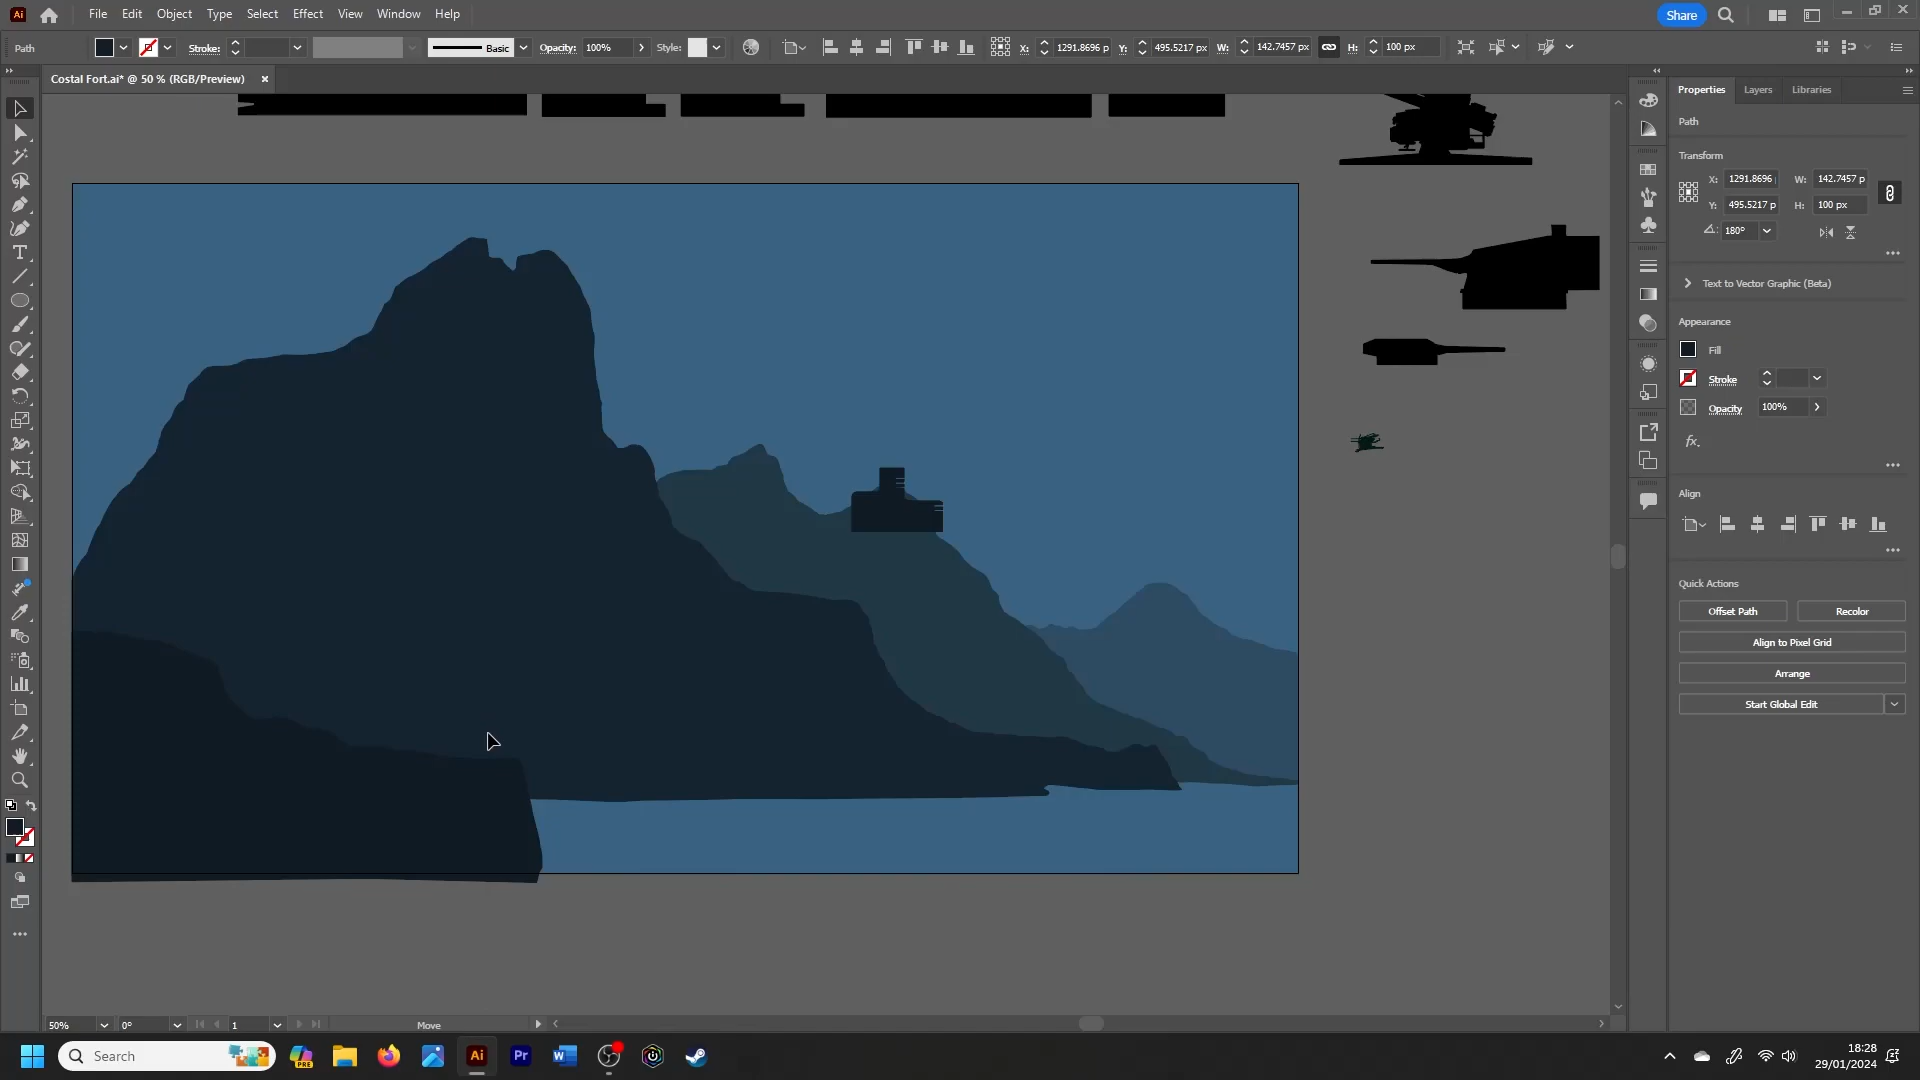 Ai File Edit Object Type Select Effect View Window Help Share
Path Stroke: Basic Opacity: 100% Style: X: 1291.8696 p Y: 495.5217 px W: 142.7457 px H: 100 px
Costal Fort.ai* @ 50 % (RGB/Preview) ×
Properties Layers Libraries
Path
Transform
X: 1291.8696 W: 142.7457 p
Y: 495.5217 p H: 100 px
180°
Text to Vector Graphic (Beta)
Appearance
Fill
Stroke
Opacity 100%
fx.
Align
Quick Actions
Offset Path Recolor
Align to Pixel Grid
Arrange
Start Global Edit
50% 0° 1 Move
Search PRE Ai Pr W 18:28
29/01/2024